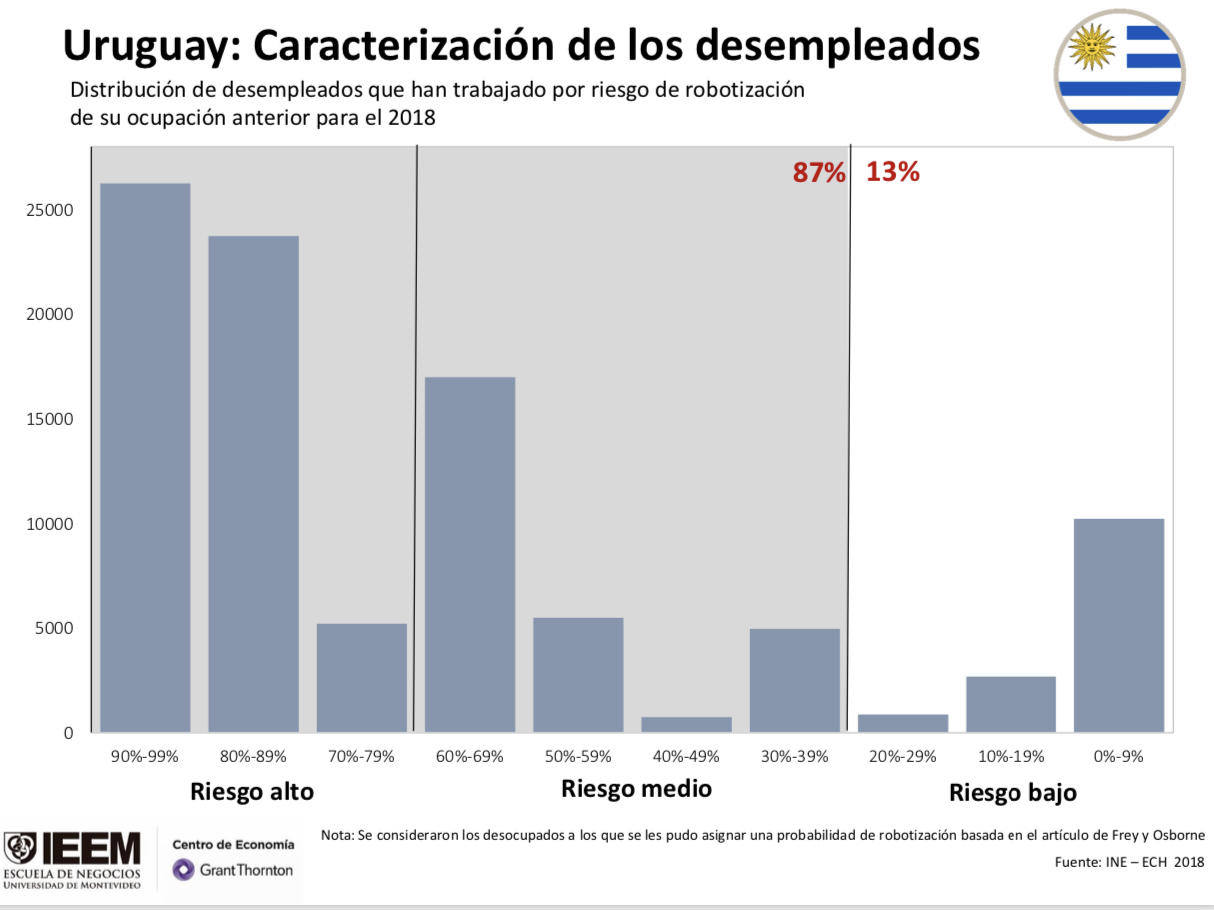 Uruguay: Caracterización de los desempleados
Distribución de desempleados que han trabajado por riesgo de robotización
de su ocupación anterior para el 2018
87% 13%
25000
20000
15000
10000
5000
0
90%-99% 80%-89% 70%-79% 60%-69% 50%-59% 40%-49% 30%-39% 20%-29% 10%-19% 0%-9%
Riesgo alto Riesgo medio Riesgo bajo
Nota: Se consideraron los desocupados a los que se les pudo asignar una probabilidad de robotización basada en el artículo de Frey y Osborne
Fuente: INE – ECH 2018
IEEM
ESCUELA DE NEGOCIOS
UNIVERSIDAD DE MONTEVIDEO
Centro de Economía
GrantThornton